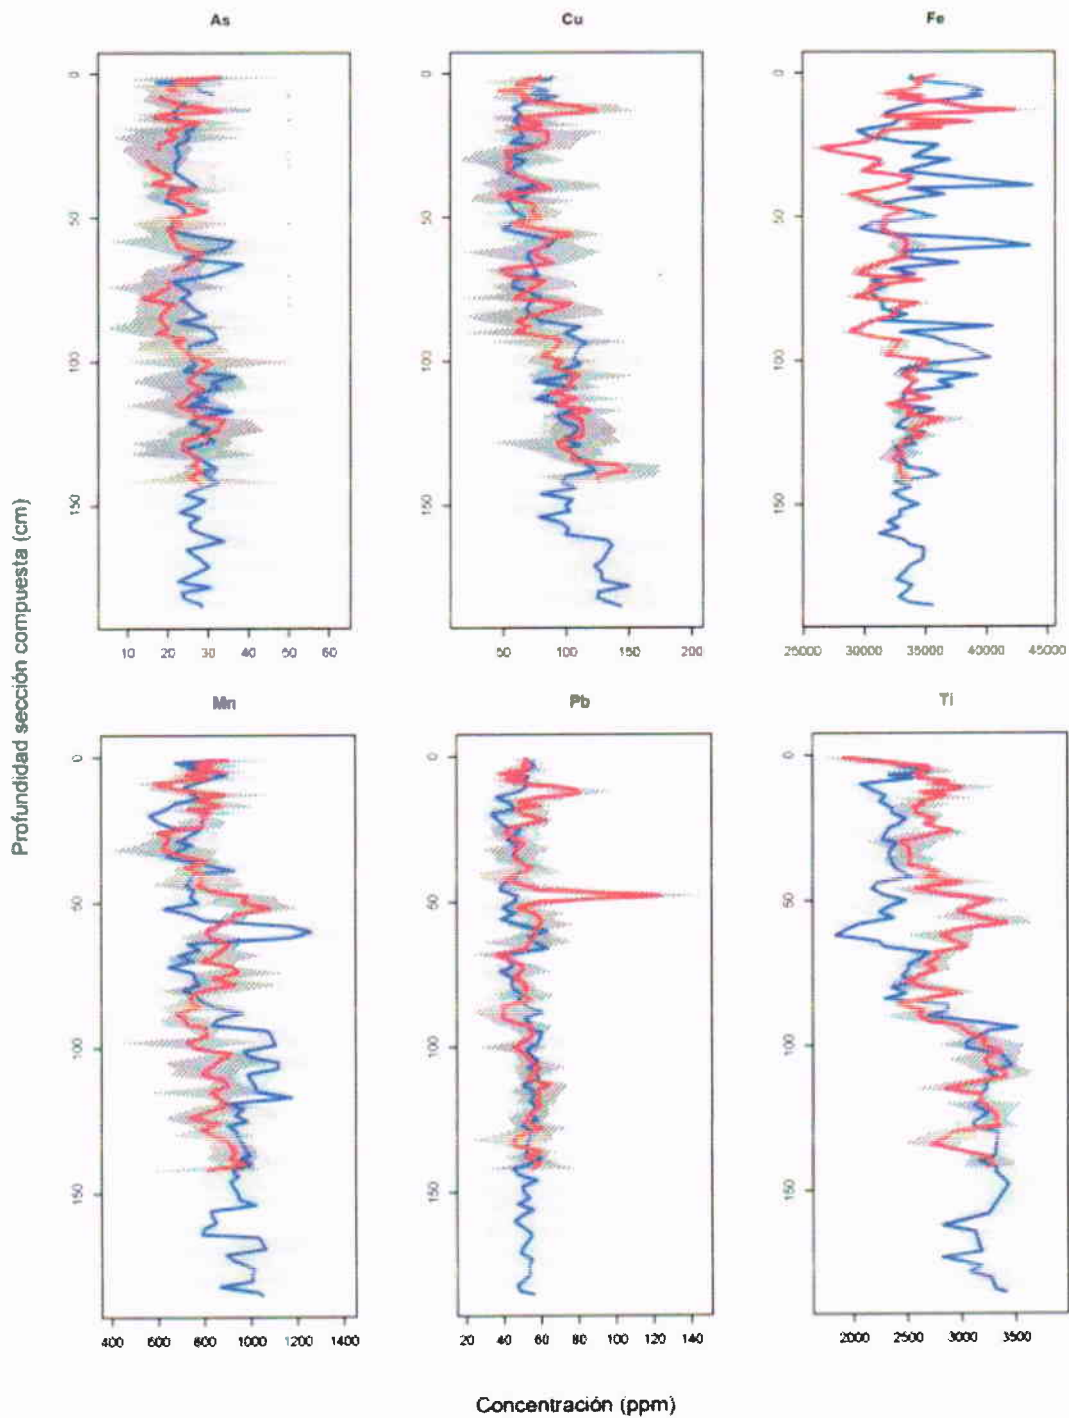 As Cu Fe
0
50
100
150
10 20 30 40 50 60
0
50
100
150
50 100 150 200
0
50
100
150
25000 30000 35000 40000 45000
Profundidad sección compuesta (cm)
Mn Pb Ti
0
50
100
150
400 600 800 1000 1200 1400
0
50
100
150
20 40 60 80 100 120 140
0
50
100
150
2000 2500 3000 3500
Concentración (ppm)